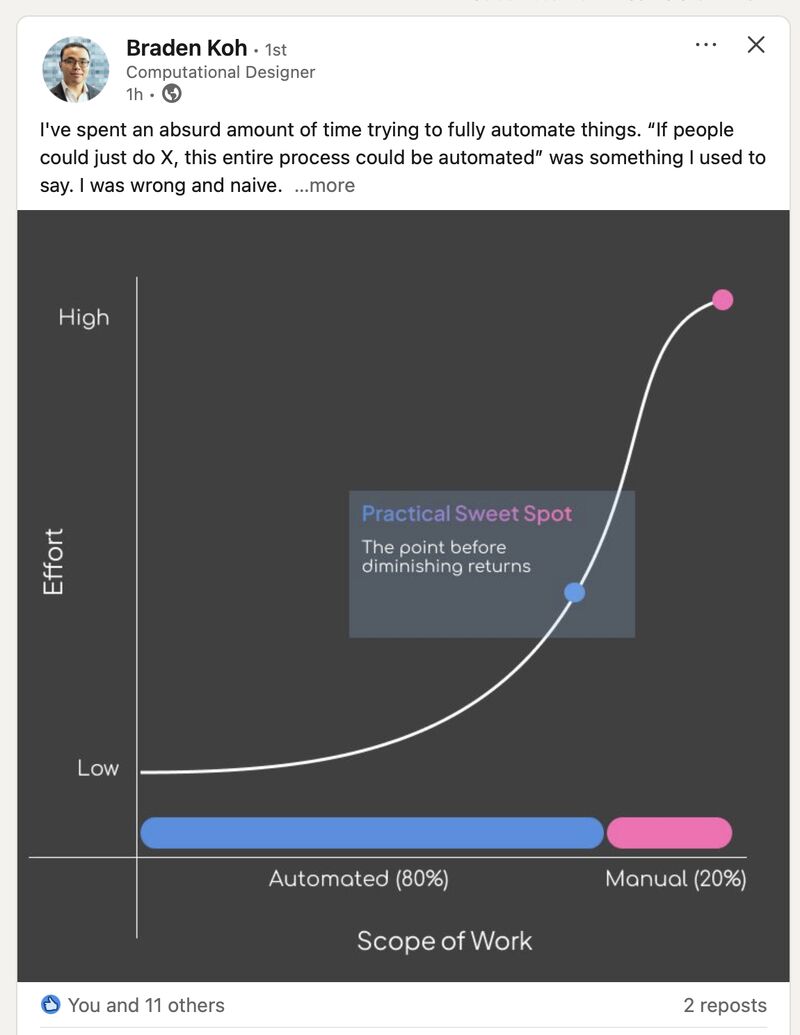 Braden Koh • 1st
Computational Designer
1h •
I've spent an absurd amount of time trying to fully automate things. “If people
could just do X, this entire process could be automated” was something I used to
say. I was wrong and naive. ...more
High
Practical Sweet Spot
The point before
diminishing returns
Effort
Low
Automated (80%)
Manual (20%)
Scope of Work
You and 11 others
2 reposts